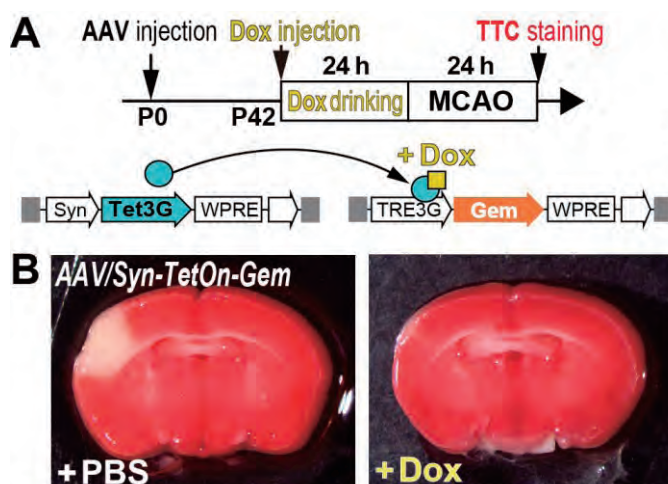 A
AAV injection Dox injection TTC staining
24 h 24 h
Dox drinking MCAO
P0 P42
+ Dox
Syn Tet3G WPRE TRE3G Gem WPRE
B AAV/Syn-TetOn-Gem
+PBS +Dox